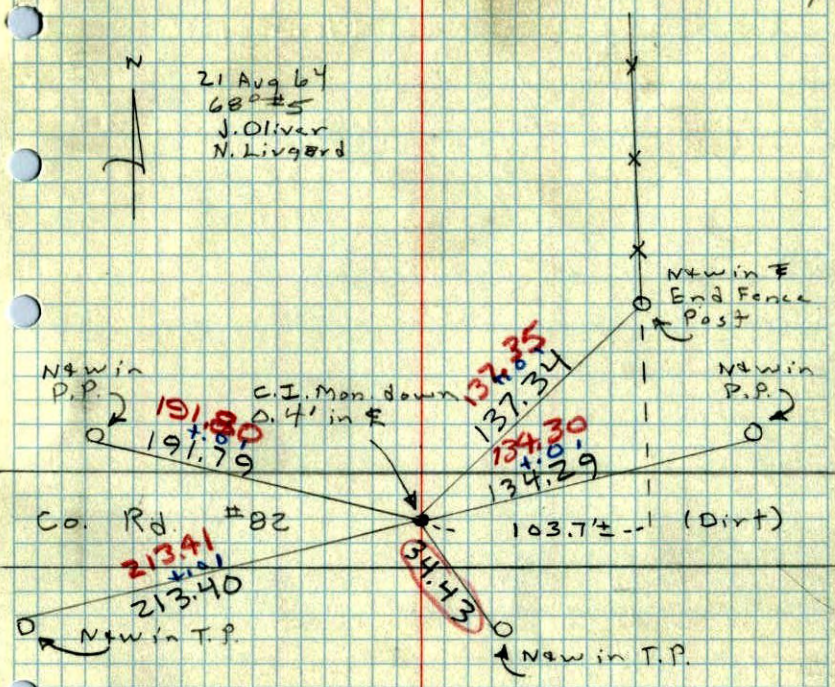 N
21 Aug 64
68° #5
J. Oliver
N. Livgard
N&W in E
End Fence
Post
N&W in
P.P.
191.80
+.01
191.79
C.I. Mon. down
0.4' in ℄
137.35
+.01
137.34
N&W in
P.P.
134.30
+.01
134.29
Co. Rd. #82
103.7'±
(Dirt)
213.41
+.01
213.40
34.43
N&W in T.P.
N&W in T.P.